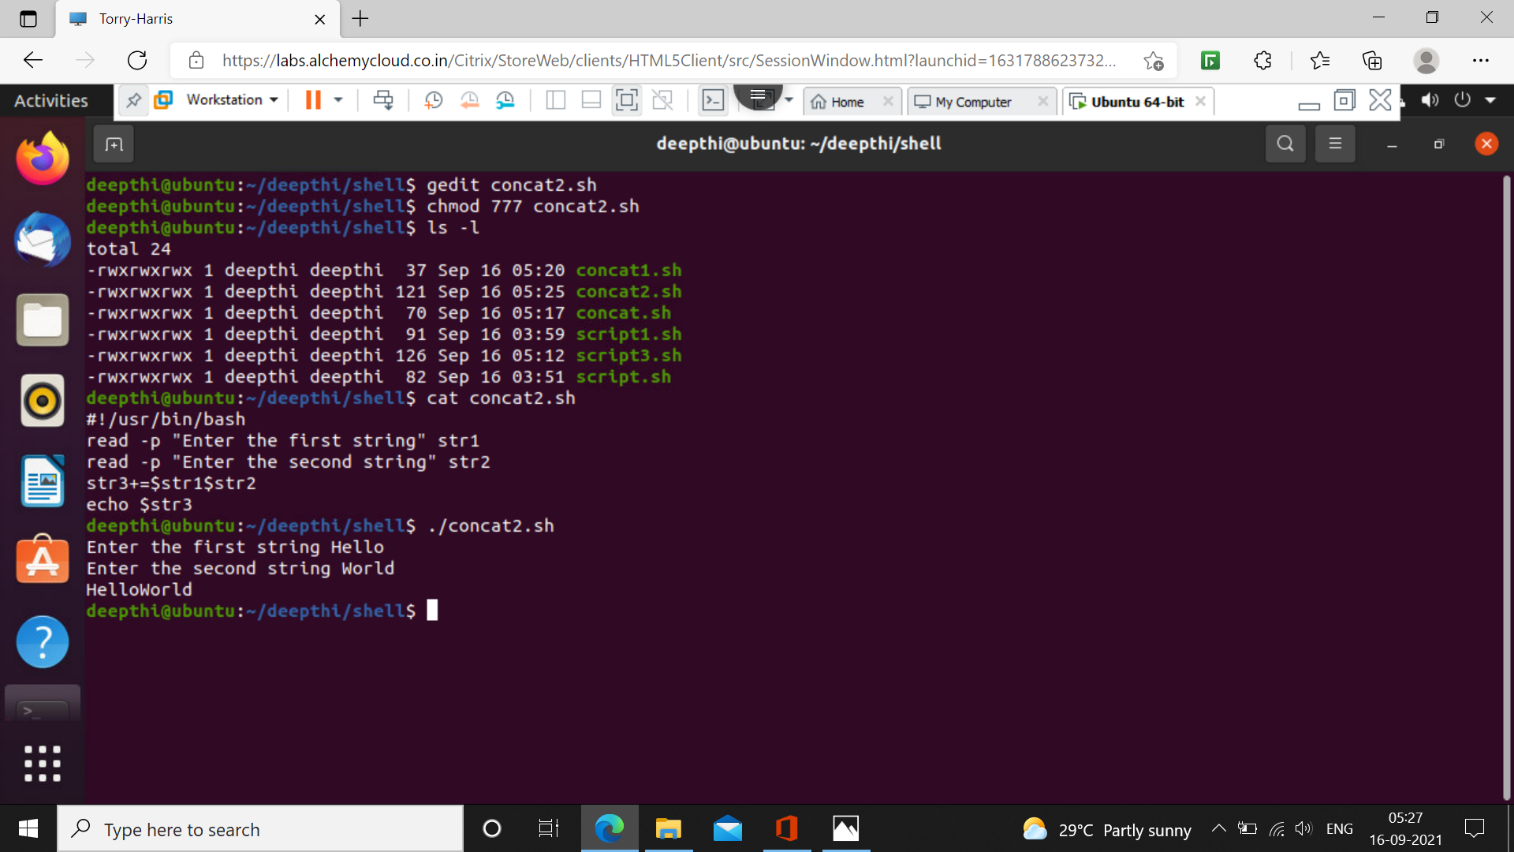 Torry-Harris
https://labs.alchemycloud.co.in/Citrix/StoreWeb/clients/HTML5Client/src/SessionWindow.html?launchid=1631788623732...
Activities
Workstation
Home
My Computer
Ubuntu 64-bit
deepthi@ubuntu: ~/deepthi/shell
deepthi@ubuntu:~/deepthi/shell$ gedit concat2.sh
deepthi@ubuntu:~/deepthi/shell$ chmod 777 concat2.sh
deepthi@ubuntu:~/deepthi/shell$ ls -l
total 24
-rwxrwxrwx 1 deepthi deepthi  37 Sep 16 05:20 concat1.sh
-rwxrwxrwx 1 deepthi deepthi 121 Sep 16 05:25 concat2.sh
-rwxrwxrwx 1 deepthi deepthi  70 Sep 16 05:17 concat.sh
-rwxrwxrwx 1 deepthi deepthi  91 Sep 16 03:59 script1.sh
-rwxrwxrwx 1 deepthi deepthi 126 Sep 16 05:12 script3.sh
-rwxrwxrwx 1 deepthi deepthi  82 Sep 16 03:51 script.sh
deepthi@ubuntu:~/deepthi/shell$ cat concat2.sh
#!/usr/bin/bash
read -p "Enter the first string" str1
read -p "Enter the second string" str2
str3+=$str1$str2
echo $str3
deepthi@ubuntu:~/deepthi/shell$ ./concat2.sh
Enter the first string Hello
Enter the second string World
HelloWorld
deepthi@ubuntu:~/deepthi/shell$
Type here to search
29°C Partly sunny
ENG
05:27
16-09-2021